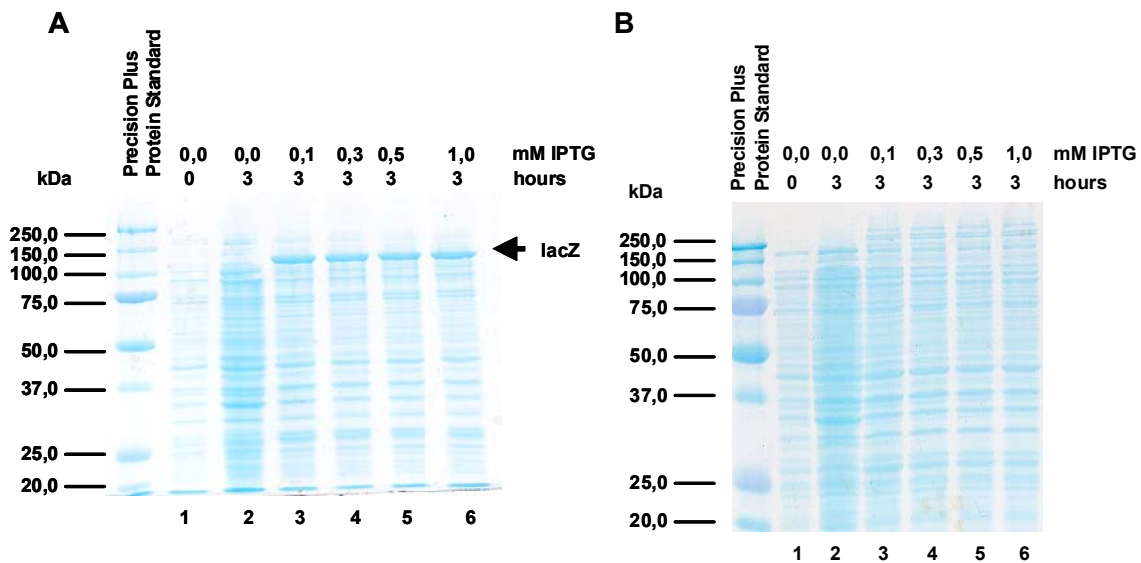 A
Precision Plus
Protein Standard
0,0 0,0 0,1 0,3 0,5 1,0 mM IPTG
kDa 0 3 3 3 3 3 hours
250,0
150,0
100,0
75,0
50,0
37,0
25,0
20,0
lacZ
1 2 3 4 5 6
B
Precision Plus
Protein Standard
0,0 0,0 0,1 0,3 0,5 1,0 mM IPTG
0 3 3 3 3 3 hours
kDa
250,0
150,0
100,0
75,0
50,0
37,0
25,0
20,0
1 2 3 4 5 6